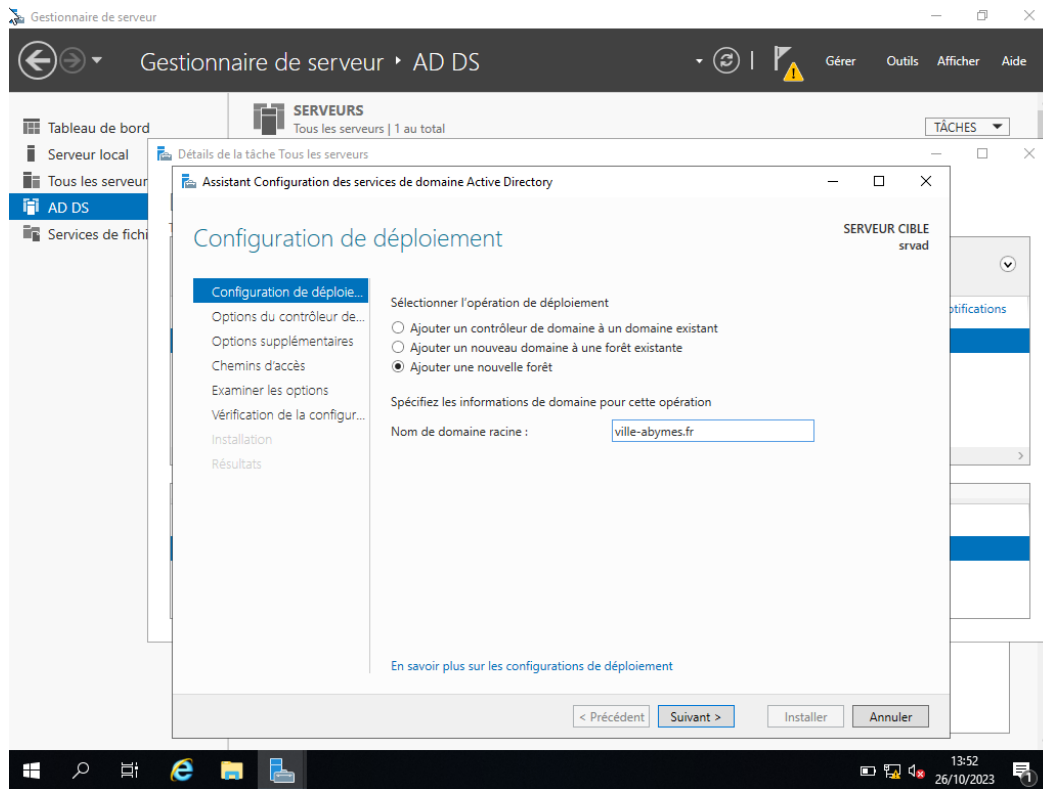 Gestionnaire de serveur
Gestionnaire de serveur ‣ AD DS
Gérer Outils Afficher Aide
Tableau de bord
Serveur local
Tous les serveur
AD DS
Services de fichi
SERVEURS
Tous les serveurs | 1 au total
TÂCHES
Détails de la tâche Tous les serveurs
Assistant Configuration des services de domaine Active Directory
Configuration de déploiement
SERVEUR CIBLE
srvad
Configuration de déploie...
Options du contrôleur de...
Options supplémentaires
Chemins d'accès
Examiner les options
Vérification de la configur...
Installation
Résultats
Sélectionner l'opération de déploiement
Ajouter un contrôleur de domaine à un domaine existant
Ajouter un nouveau domaine à une forêt existante
Ajouter une nouvelle forêt
Spécifiez les informations de domaine pour cette opération
Nom de domaine racine : ville-abymes.fr
En savoir plus sur les configurations de déploiement
otifications
< Précédent Suivant > Installer Annuler
13:52
26/10/2023
1